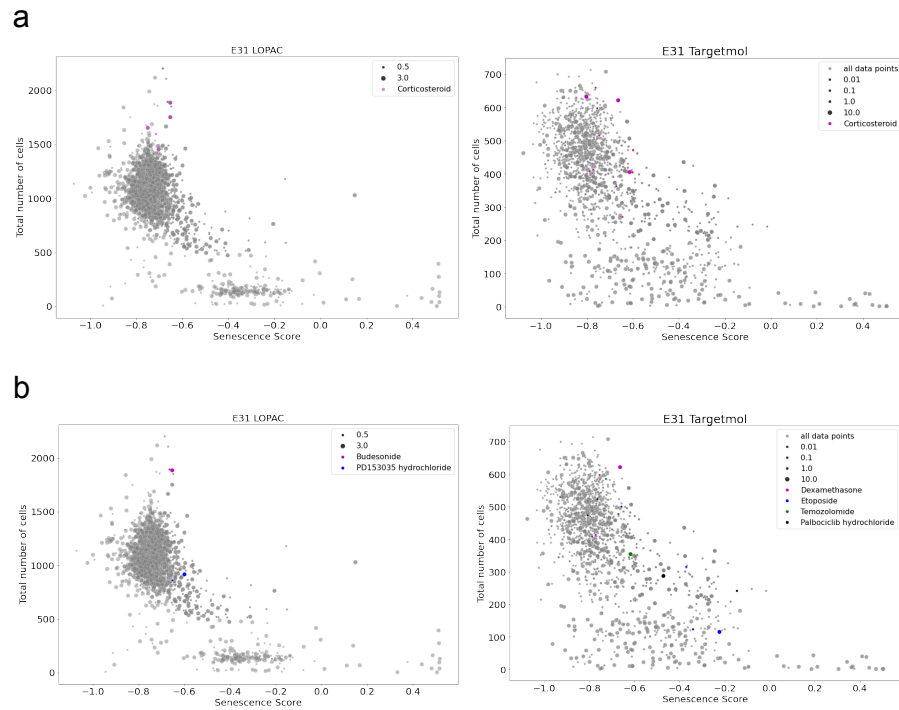 a
E31 LOPAC
0.5
3.0
Corticosteroid
Total number of cells
2000
1500
1000
500
0
−1.0 −0.8 −0.6 −0.4 −0.2 0.0 0.2 0.4
Senescence Score
E31 Targetmol
all data points
0.01
0.1
1.0
10.0
Corticosteroid
Total number of cells
700
600
500
400
300
200
100
0
−1.0 −0.8 −0.6 −0.4 −0.2 0.0 0.2 0.4
Senescence Score
b
E31 LOPAC
0.5
3.0
Budesonide
PD153035 hydrochloride
Total number of cells
2000
1500
1000
500
0
−1.0 −0.8 −0.6 −0.4 −0.2 0.0 0.2 0.4
Senescence Score
E31 Targetmol
all data points
0.01
0.1
1.0
10.0
Dexamethasone
Etoposide
Temozolomide
Palbociclib hydrochloride
Total number of cells
700
600
500
400
300
200
100
0
−1.0 −0.8 −0.6 −0.4 −0.2 0.0 0.2 0.4
Senescence Score